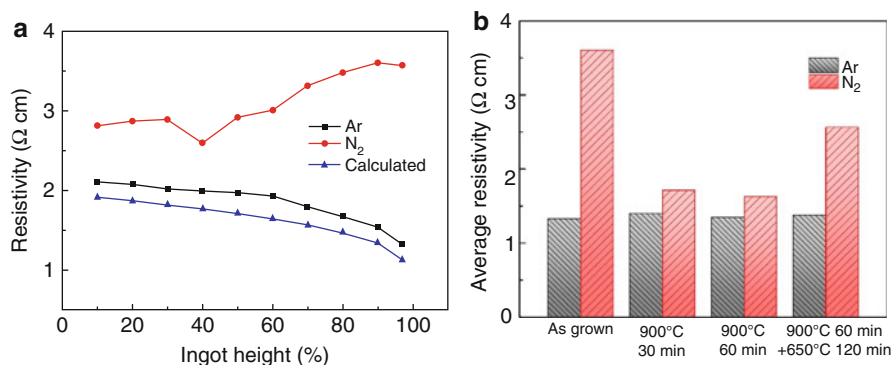 a
4
3
2
1
Resistivity (Ω cm)
Ar
N₂
Calculated
0 20 40 60 80 100
Ingot height (%)
b
4
3
2
1
0
Average resistivity (Ω cm)
Ar
N₂
As grown 900°C 900°C 900°C 60 min
30 min 60 min +650°C 120 min